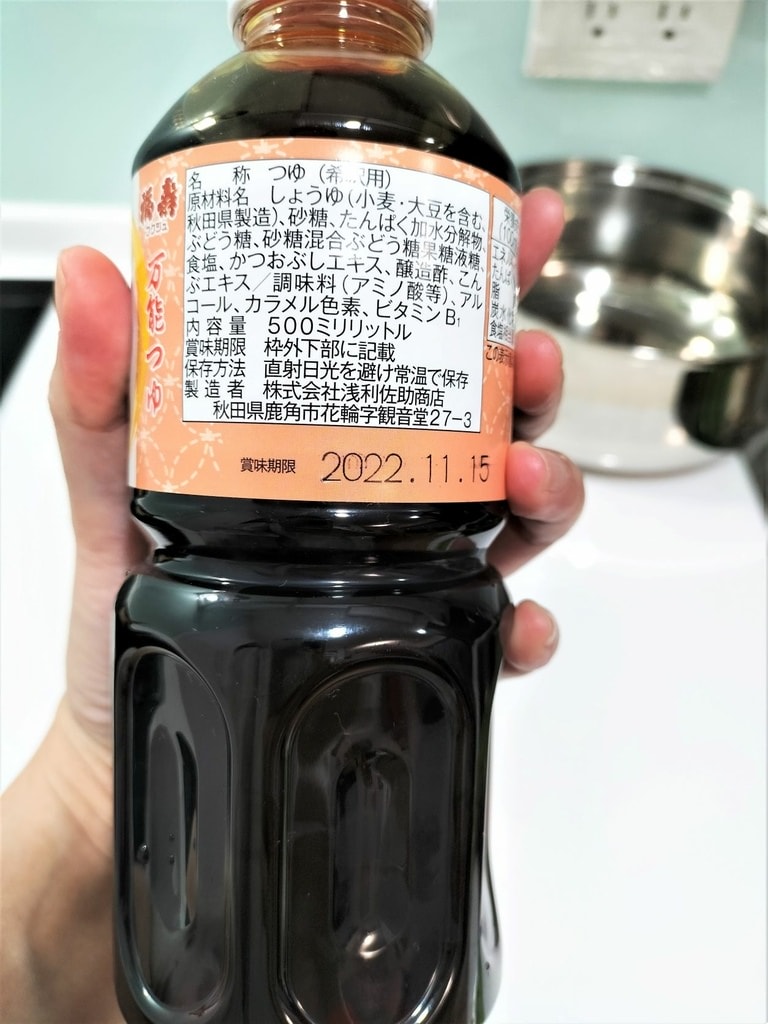 福寿
フクジュ
万能つゆ
名 称 つゆ(希 用)
原材料名 しょうゆ(小麦・大豆を含む、
秋田県製造)、砂糖、たんぱく加水分解物、
ぶどう糖、砂糖混合ぶどう糖果糖液糖、
食塩、かつおぶしエキス、醸造酢、こん
ぶエキス/調味料(アミノ酸等)、アル
コール、カラメル色素、ビタミンB1
内 容 量 500ミリリットル
賞味期限 枠外下部に記載
保存方法 直射日光を避け常温で保存
製 造 者 株式会社浅利佐助商店
秋田県鹿角市花輪字観音堂27-3
賞味期限 2022.11.15
脂